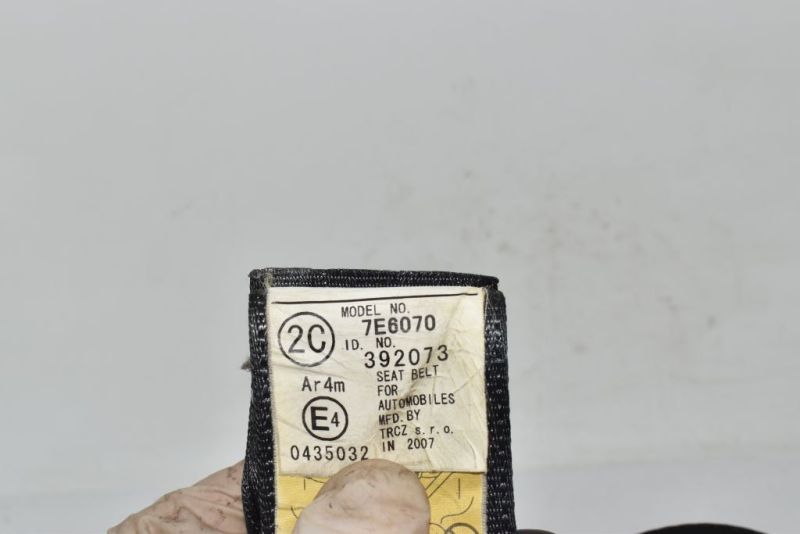 MODEL NO.
7E6070
2C
ID. NO.
392073
Ar4m
SEAT BELT
FOR
AUTOMOBILES
E4
MFD. BY
TRCZ s.r.o.
0435032
IN 2007